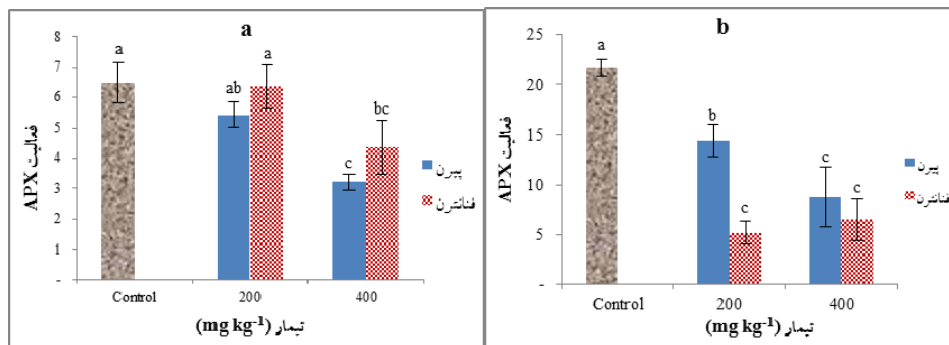 a
8
7
6
5
4
3
2
1
-
فعالیت APX
a
ab
a
c
bc
پیرن
فنانترن
Control
200
400
تیمار (mg kg-1)
b
25
20
15
10
5
-
فعالیت APX
a
b
c
c
c
پیرن
فنانترن
Control
200
400
تیمار (mg kg-1)